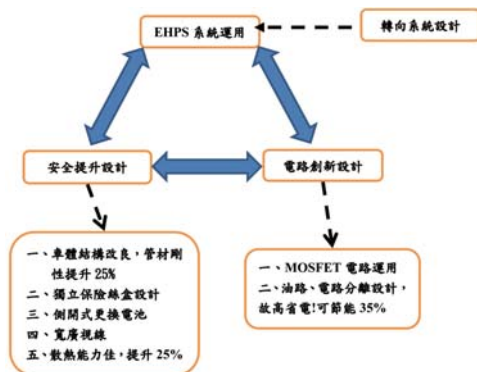 EHPS 系統運用
轉向系統設計
安全提升設計
電路創新設計
一、車體結構改良，管材剛
性提升 25%
二、獨立保險絲盒設計
三、側開式更換電池
四、寬廣視線
五、散熱能力佳，提升 25%
一、MOSFET 電路運用
二、油路、電路分離設計，
故高省電!可節能 35%